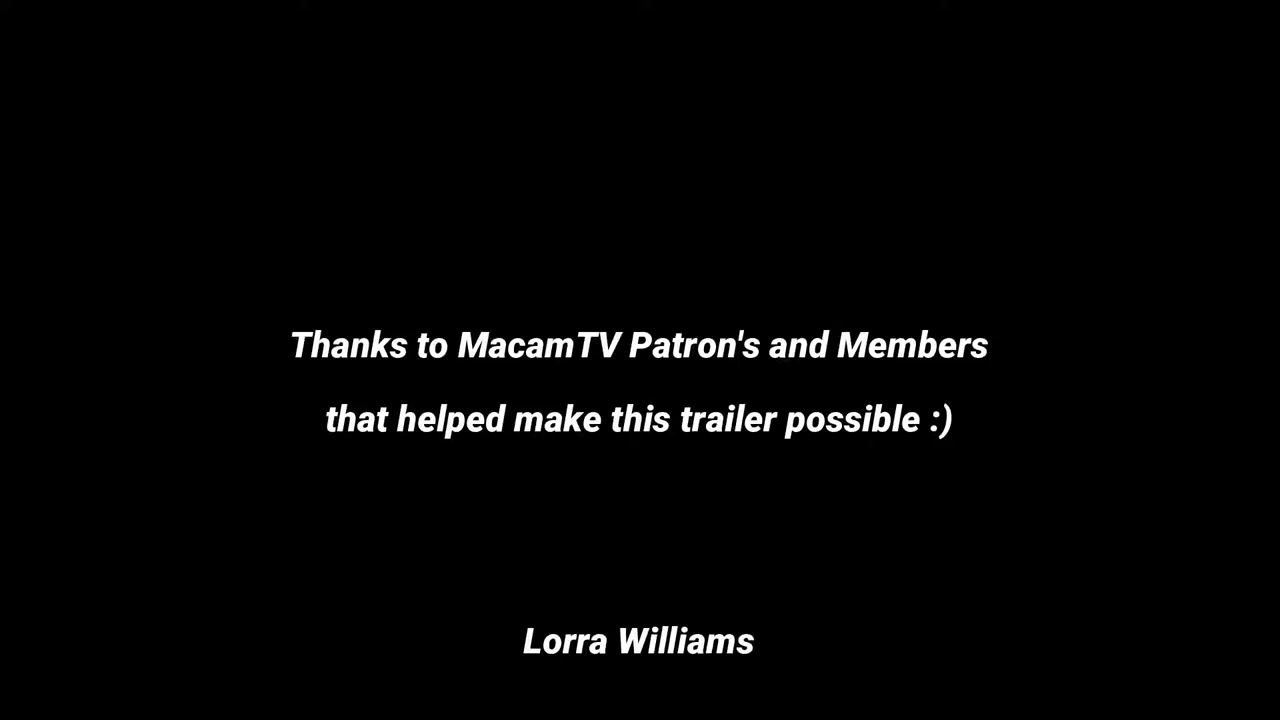 Thanks to MacamTV Patron's and Members
that helped make this trailer possible :)
Lorra Williams